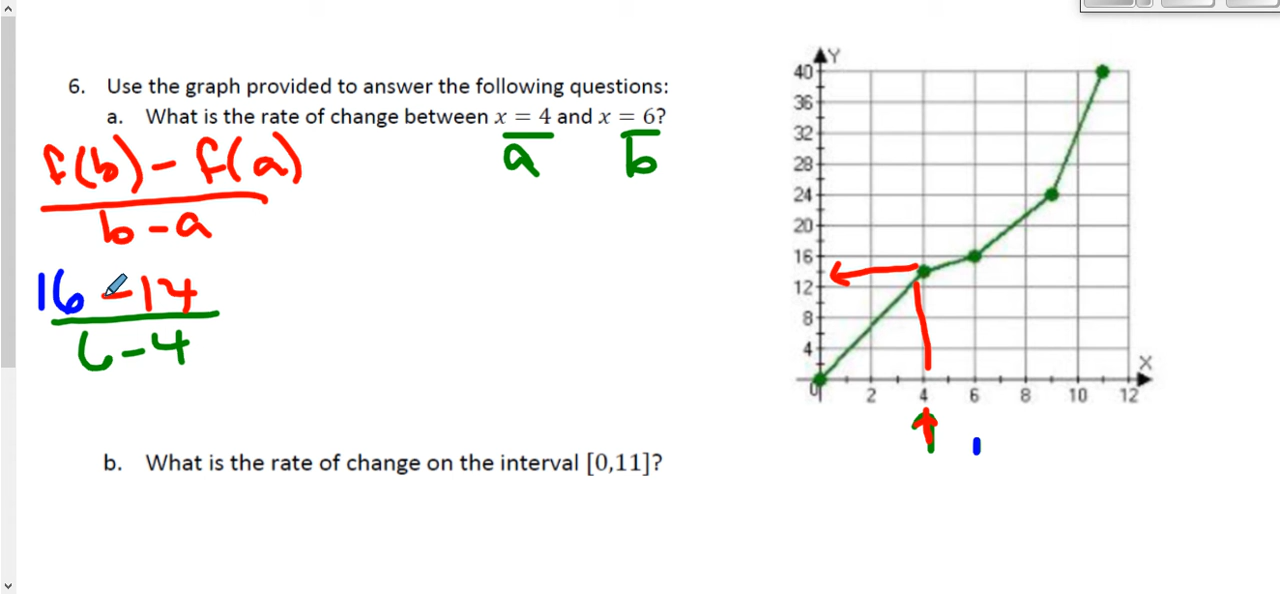 6. Use the graph provided to answer the following questions:
a. What is the rate of change between x = 4 and x = 6?
a b
f(b) - f(a)
b - a
16 - 14
6 - 4
b. What is the rate of change on the interval [0,11]?
Y
40
36
32
28
24
20
16
12
8
4
0 2 4 6 8 10 12
X